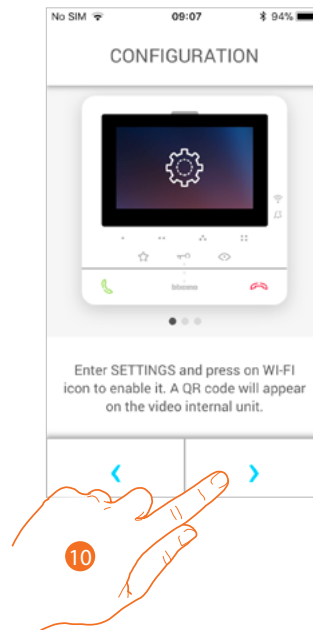 No SIM 09:07 94%
CONFIGURATION
bticino
Enter SETTINGS and press on WI-FI
icon to enable it. A QR code will appear
on the video internal unit.
10